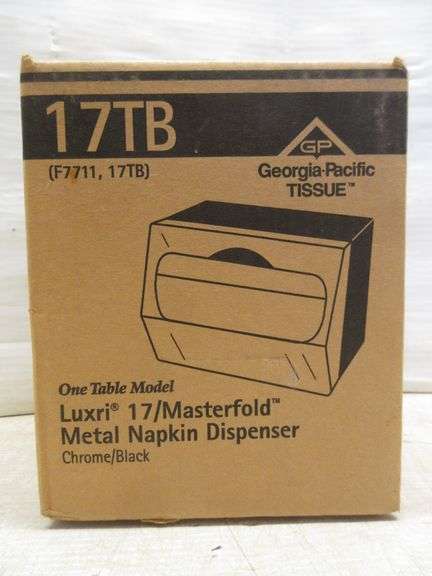 17TB
(F7711, 17TB)
GP
Georgia-Pacific
TISSUE™
One Table Model
Luxri® 17/Masterfold™
Metal Napkin Dispenser
Chrome/Black